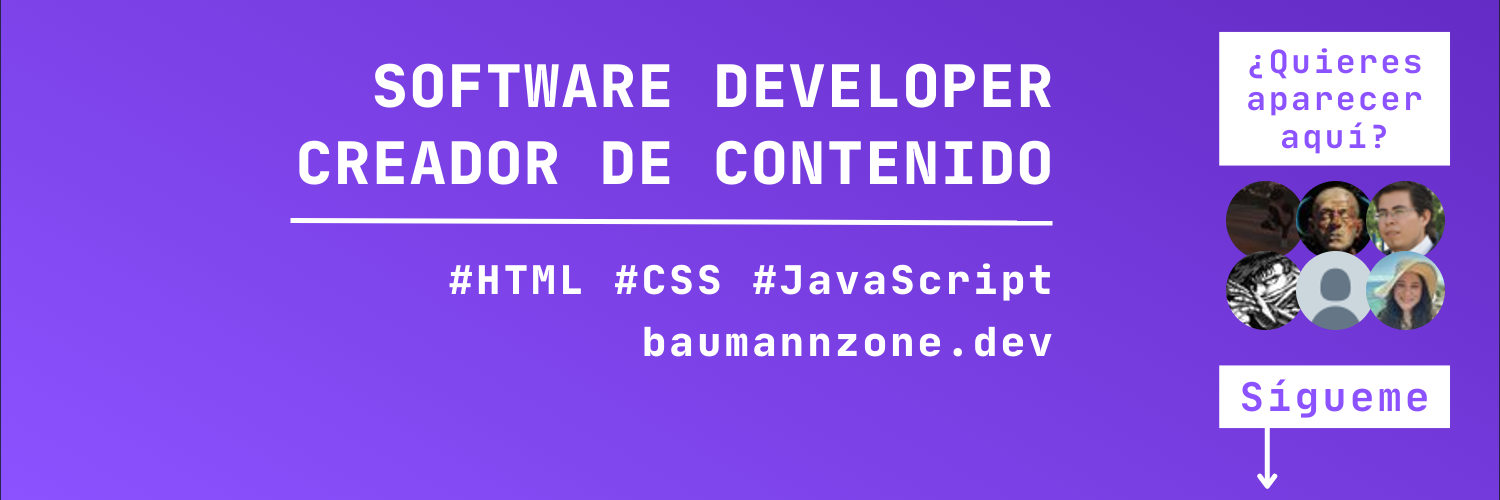 SOFTWARE DEVELOPER
CREADOR DE CONTENIDO
#HTML #CSS #JavaScript
baumannzone.dev
¿Quieres
aparecer
aquí?
Sígueme